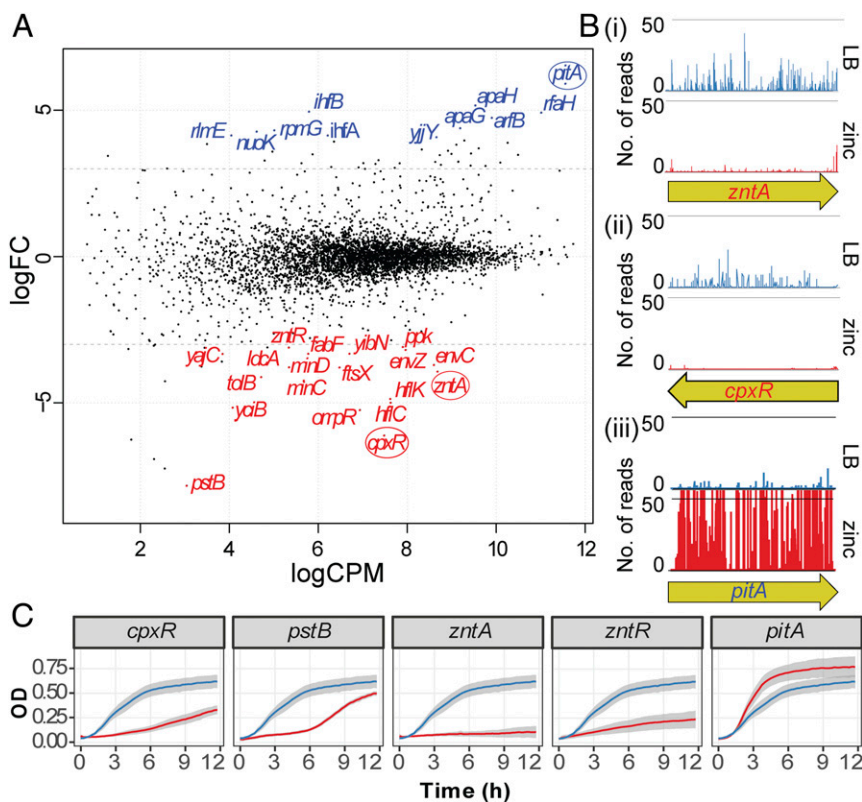 A
logFC
5
0
-5
2
4
6
8
10
12
logCPM
pitA
ihfB
apaH
rfaH
rlmE
nuoK
rpmG
ihfA
yjjY
apaG
arfB
zntR
fabF
yibN
ppk
yajC
ldcA
minD
envZ
envC
tolB
minC
ftsX
hflK
zntA
yoiB
ompR
hflC
cpxR
pstB
B
(i)
50
0
No. of reads
LB
50
0
zinc
zntA
(ii)
50
0
No. of reads
LB
50
0
zinc
cpxR
(iii)
50
0
No. of reads
LB
50
0
zinc
pitA
C
cpxR
pstB
zntA
zntR
pitA
OD
0.75
0.50
0.25
0.00
0 3 6 9 12
0 3 6 9 12
0 3 6 9 12
0 3 6 9 12
0 3 6 9 12
Time (h)